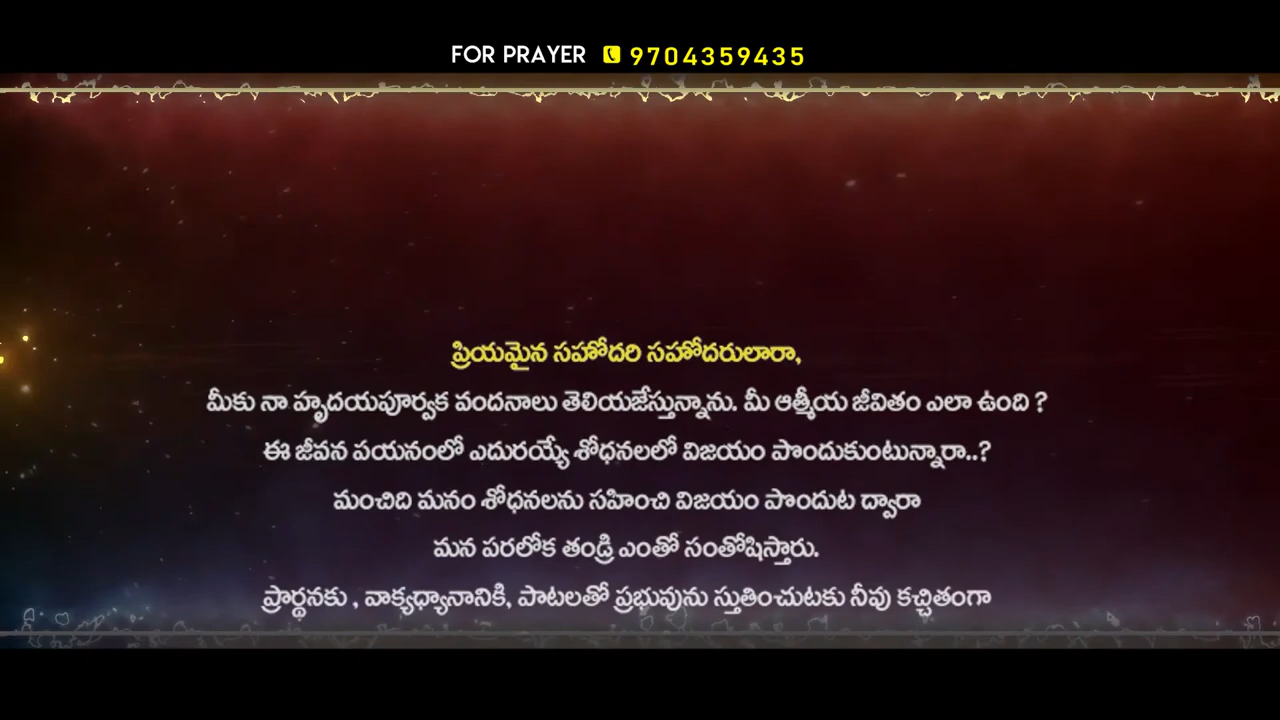 FOR PRAYER 9704359435
ప్రియమైన సహోదరి సహోదరులారా,
మీకు నా హృదయపూర్వక వందనాలు తెలియజేస్తున్నాను. మీ ఆత్మీయ జీవితం ఎలా ఉంది ?
ఈ జీవన పయనంలో ఎదురయ్యే శోధనలలో విజయం పొందుకుంటున్నారా..?
మంచిది మనం శోధనలను సహించి విజయం పొందుట ద్వారా
మన పరలోక తండ్రి ఎంతో సంతోషిస్తారు.
ప్రార్థనకు , వాక్యధ్యానానికి, పాటలతో ప్రభువును స్తుతించుటకు నీవు కచ్చితంగా